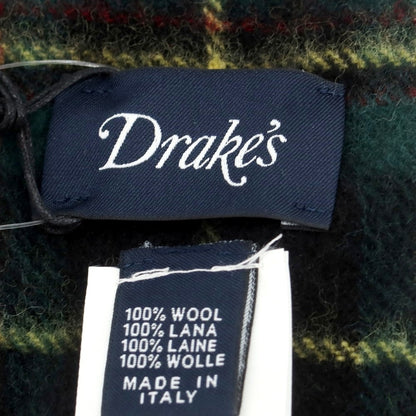 Drake's
100% WOOL
100% LANA
100% LAINE
100% WOLLE
MADE IN
ITALY